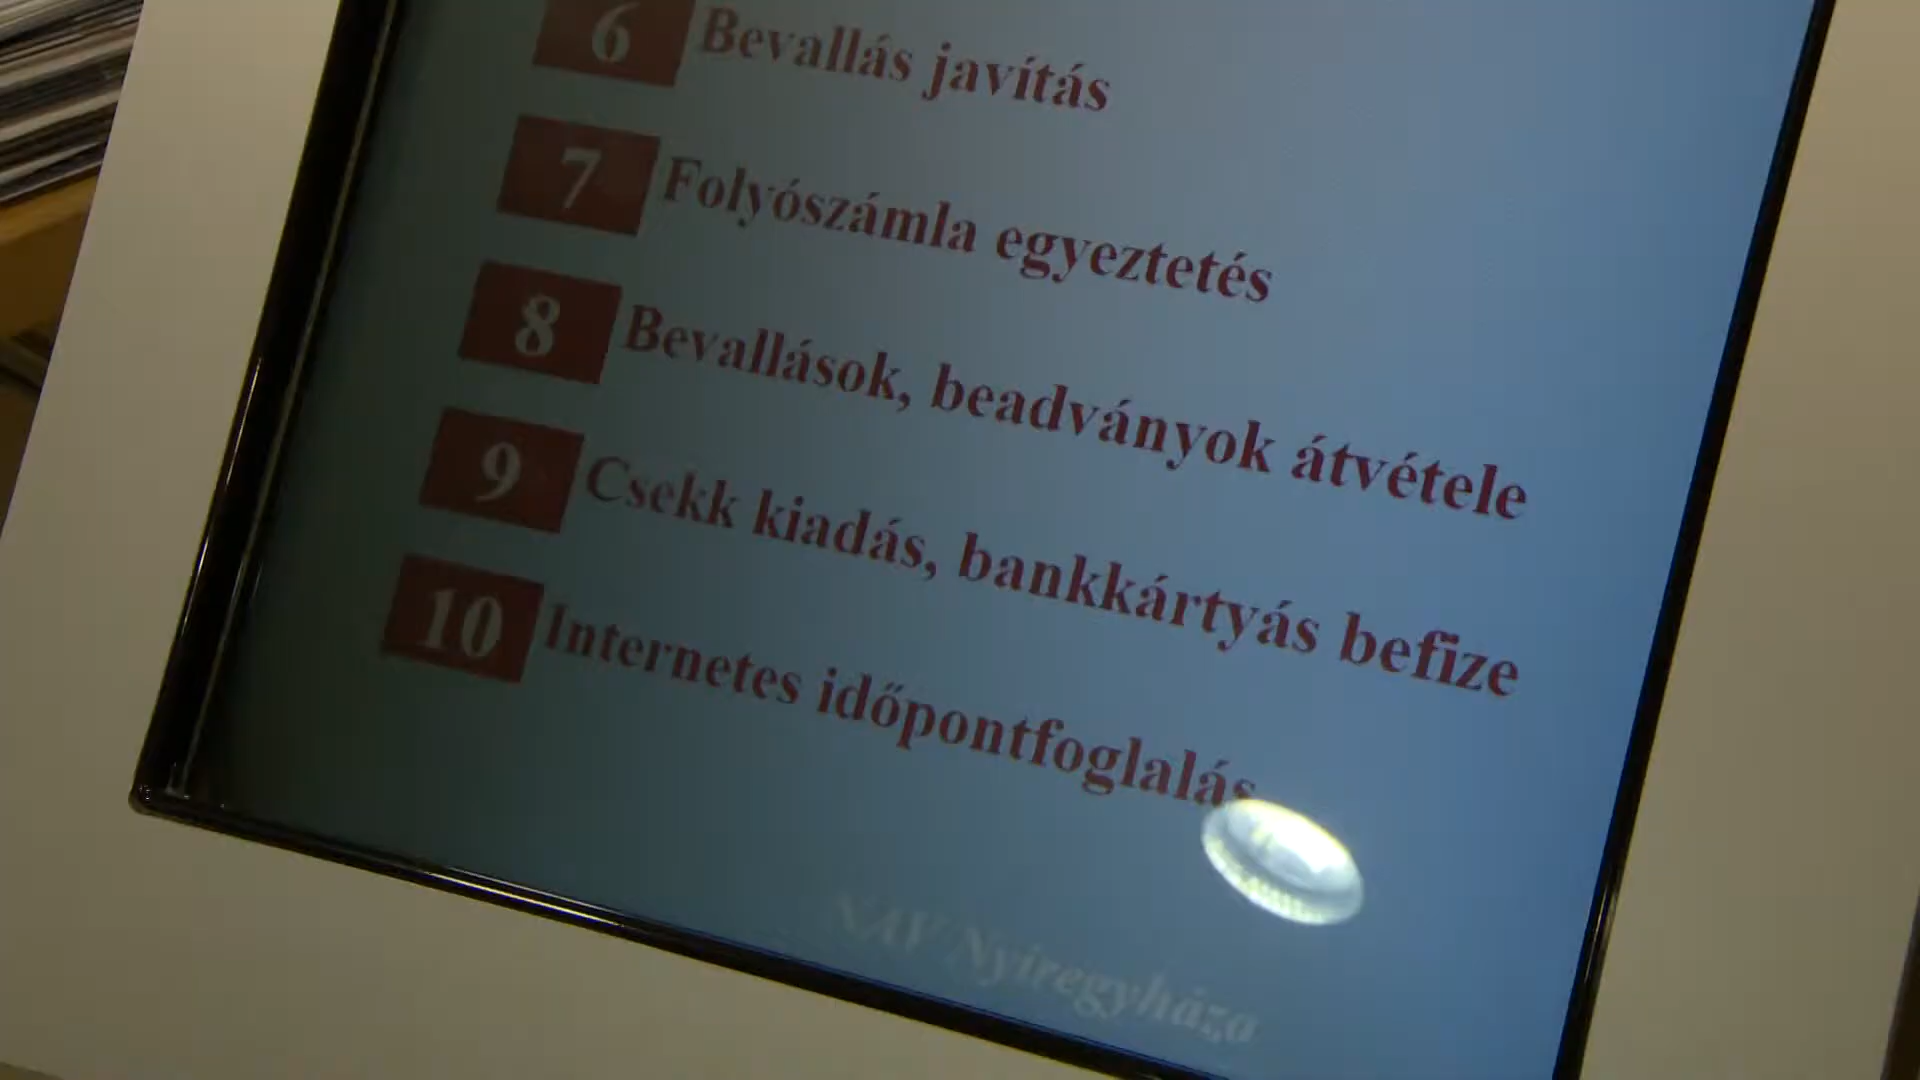 6 Bevallás javítás
7 Folyószámla egyeztetés
8 Bevallások, beadványok átvétele
9 Csekk kiadás, bankkártyás befize
10 Internetes időpontfoglalás
NAV Nyíregyháza